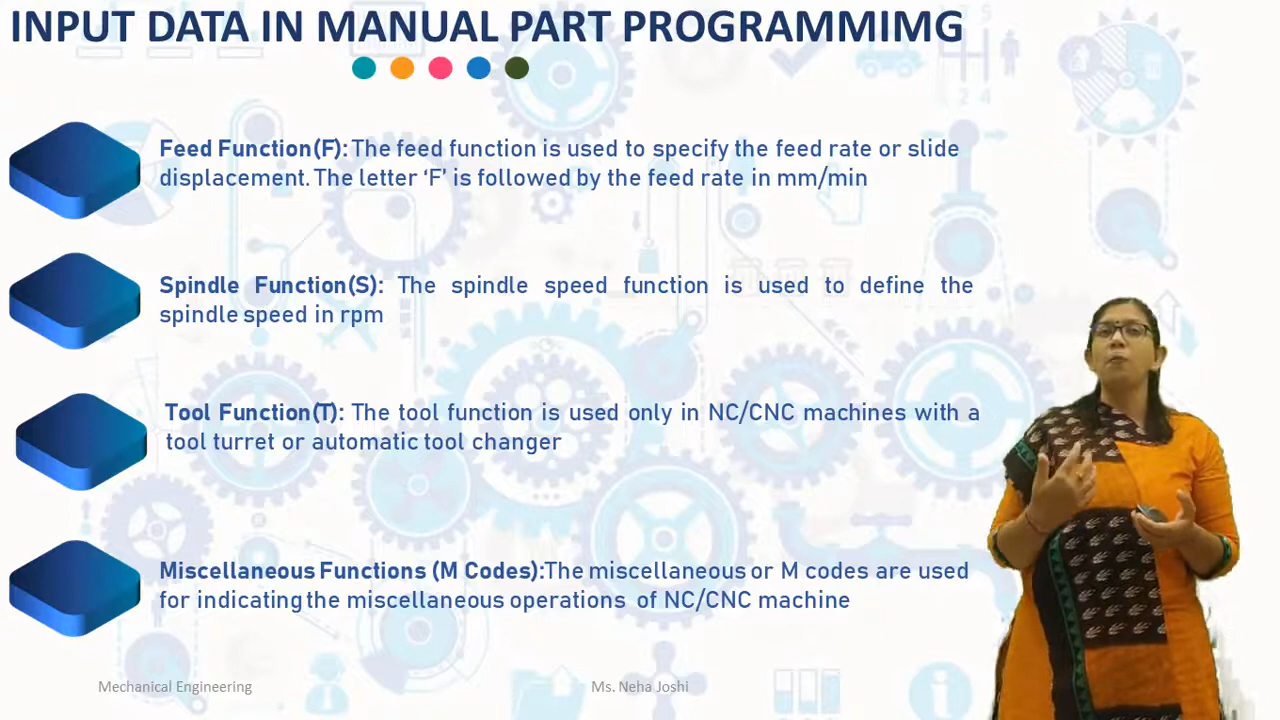 INPUT DATA IN MANUAL PART PROGRAMMIMG
Feed Function(F): The feed function is used to specify the feed rate or slide
displacement. The letter ‘F’ is followed by the feed rate in mm/min
Spindle Function(S): The spindle speed function is used to define the
spindle speed in rpm
Tool Function(T): The tool function is used only in NC/CNC machines with a
tool turret or automatic tool changer
Miscellaneous Functions (M Codes):The miscellaneous or M codes are used
for indicating the miscellaneous operations of NC/CNC machine
Mechanical Engineering
Ms. Neha Joshi